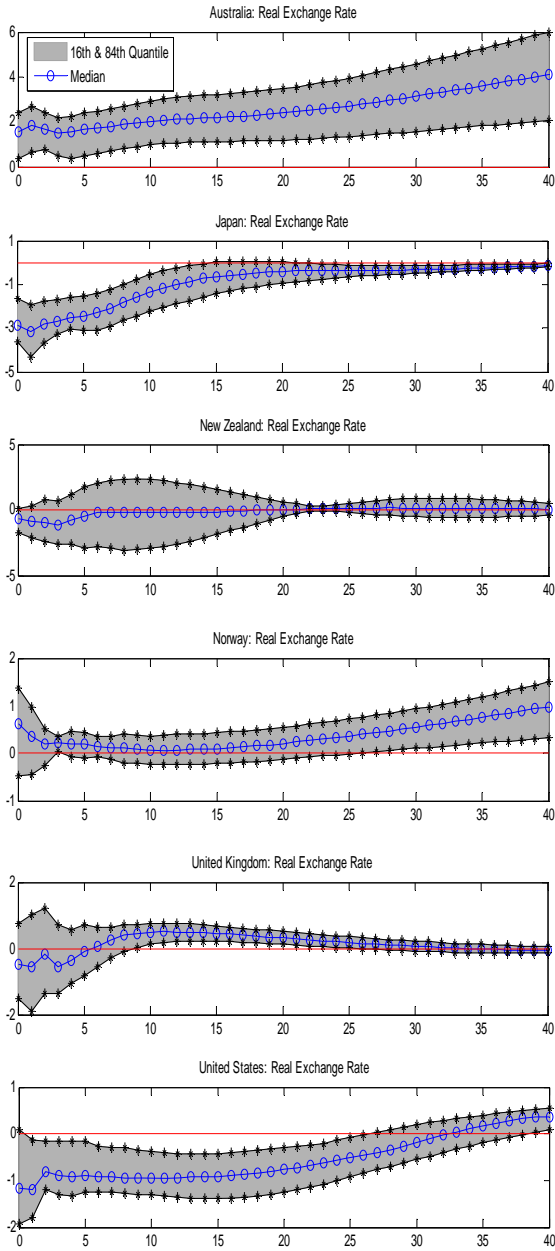 Australia: Real Exchange Rate
6
4
2
0
16th & 84th Quantile
Median
0 5 10 15 20 25 30 35 40
Japan: Real Exchange Rate
1
-1
-3
-5
0 5 10 15 20 25 30 35 40
New Zealand: Real Exchange Rate
5
0
-5
0 5 10 15 20 25 30 35 40
Norway: Real Exchange Rate
2
1
0
-1
0 5 10 15 20 25 30 35 40
United Kingdom: Real Exchange Rate
2
0
-2
0 5 10 15 20 25 30 35 40
United States: Real Exchange Rate
1
0
-1
-2
0 5 10 15 20 25 30 35 40